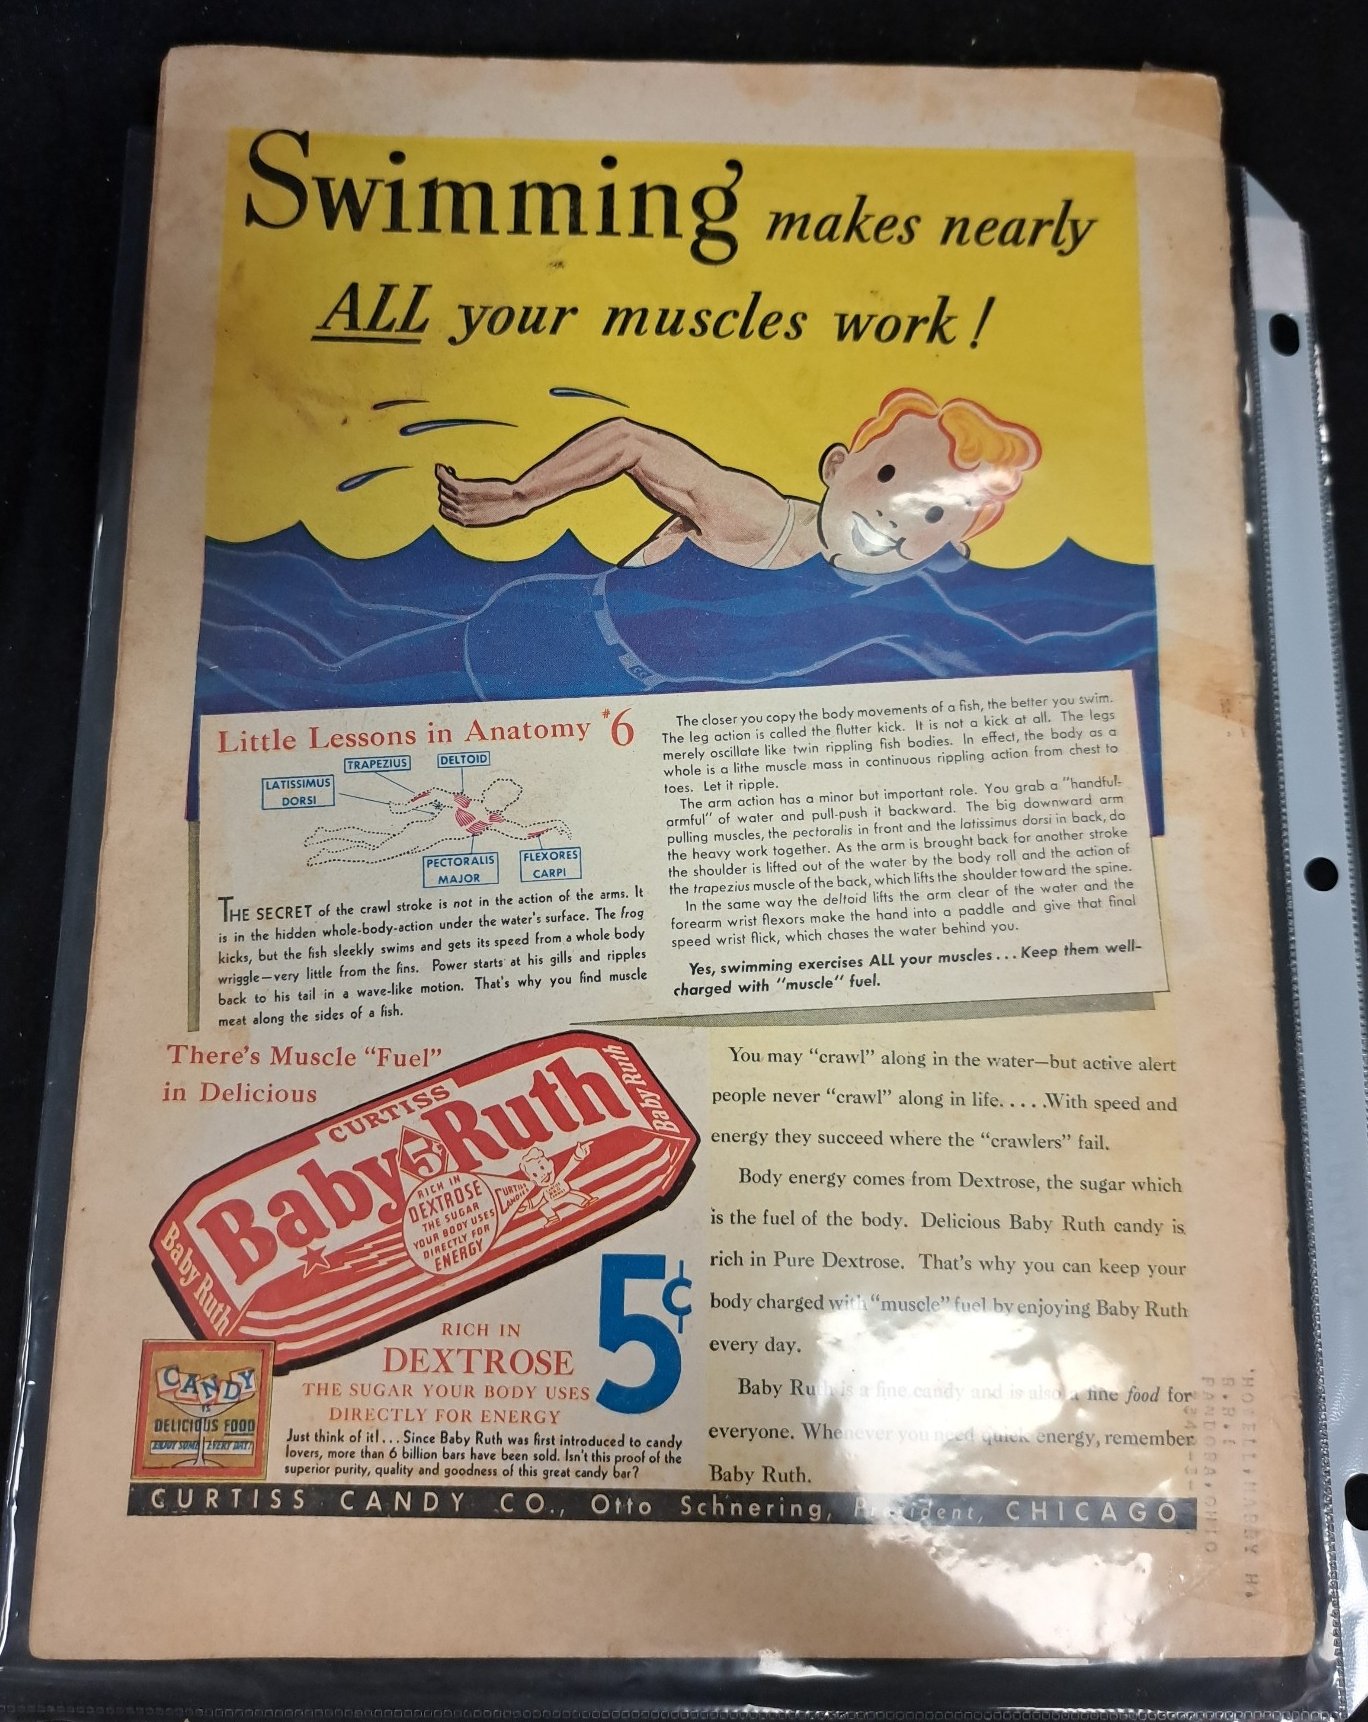 Swimming makes nearly
ALL your muscles work!
Little Lessons in Anatomy #6
TRAPEZIUS
DELTOID
LATISSIMUS
DORSI
PECTORALIS
MAJOR
FLEXORES
CARPI
THE SECRET of the crawl stroke is not in the action of the arms. It
is in the hidden whole-body-action under the water's surface. The frog
kicks, but the fish sleekly swims and gets its speed from a whole body
wriggle—very little from the fins. Power starts at his gills and ripples
back to his tail in a wave-like motion. That's why you find muscle
meat along the sides of a fish.
The closer you copy the body movements of a fish, the better you swim.
The leg action is called the flutter kick. It is not a kick at all. The legs
merely oscillate like twin rippling fish bodies. In effect, the body as a
whole is a lithe muscle mass in continuous rippling action from chest to
toes. Let it ripple.
The arm action has a minor but important role. You grab a "handful-
armful" of water and pull-push it backward. The big downward arm
pulling muscles, the pectoralis in front and the latissimus dorsi in back, do
the heavy work together. As the arm is brought back for another stroke
the shoulder is lifted out of the water by the body roll and the action of
the trapezius muscle of the back, which lifts the shoulder toward the spine.
In the same way the deltoid lifts the arm clear of the water and the
forearm wrist flexors make the hand into a paddle and give that final
speed wrist flick, which chases the water behind you.
Yes, swimming exercises ALL your muscles . . . Keep them well-
charged with "muscle" fuel.
There's Muscle "Fuel"
in Delicious
CURTISS
Baby Ruth
5¢
Baby Ruth
Baby Ruth
RICH IN
DEXTROSE
THE SUGAR
YOUR BODY USES
DIRECTLY FOR
ENERGY
CURTISS
CANDIES
5¢
RICH IN
DEXTROSE
THE SUGAR YOUR BODY USES
DIRECTLY FOR ENERGY
Just think of it! . . . Since Baby Ruth was first introduced to candy
lovers, more than 6 billion bars have been sold. Isn't this proof of the
superior purity, quality and goodness of this great candy bar?
CANDY
IS
DELICIOUS FOOD
ENJOY SOME EVERY DAY!
You may "crawl" along in the water—but active alert
people never "crawl" along in life. . . . .With speed and
energy they succeed where the "crawlers" fail.
Body energy comes from Dextrose, the sugar which
is the fuel of the body. Delicious Baby Ruth candy is
rich in Pure Dextrose. That's why you can keep your
body charged with "muscle" fuel by enjoying Baby Ruth
every day.
Baby Ruth is a fine candy and is also a fine food for
everyone. Whenever you need quick energy, remember
Baby Ruth.
CURTISS CANDY CO., Otto Schnering, President, CHICAGO